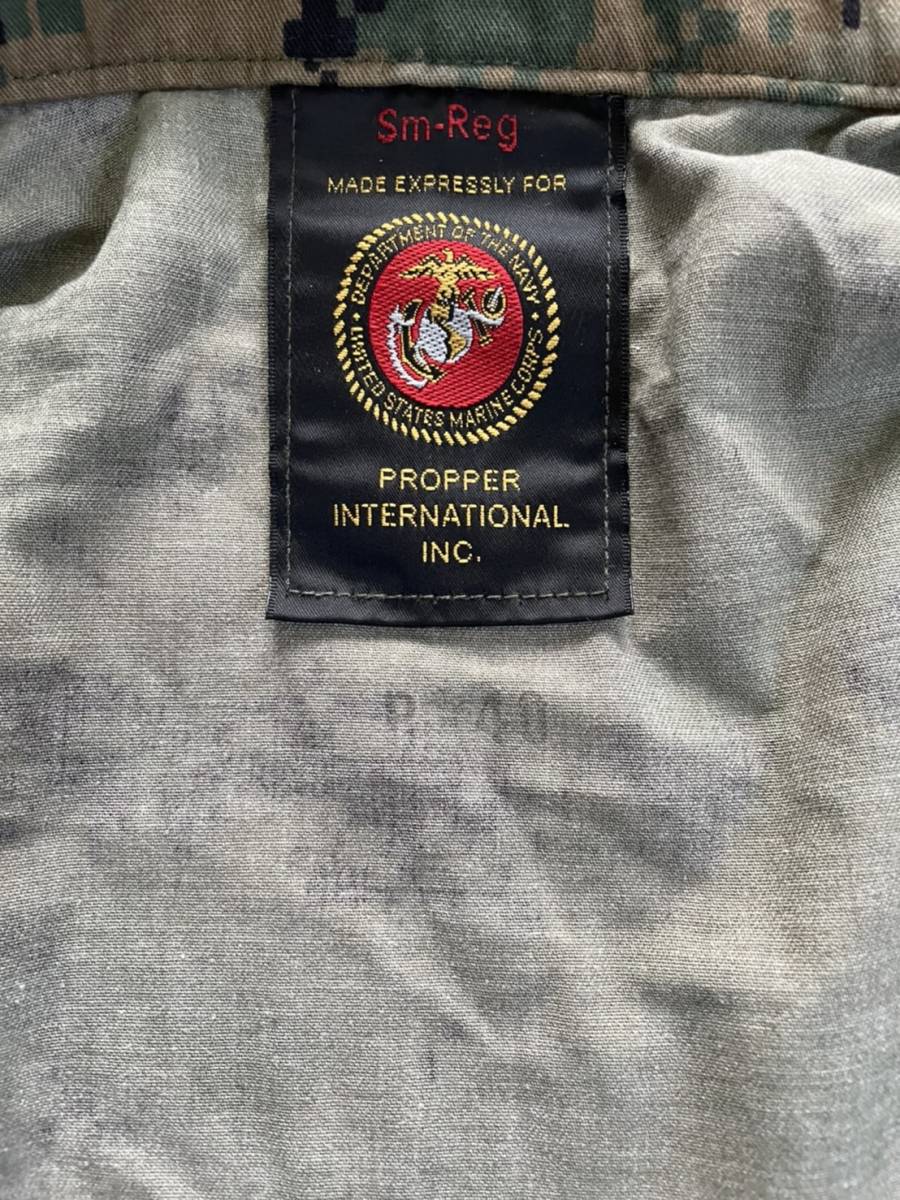 Sm-Reg
MADE EXPRESSLY FOR
DEPARTMENT OF THE NAVY
UNITED STATES MARINE CORPS
PROPPER
INTERNATIONAL.
INC.